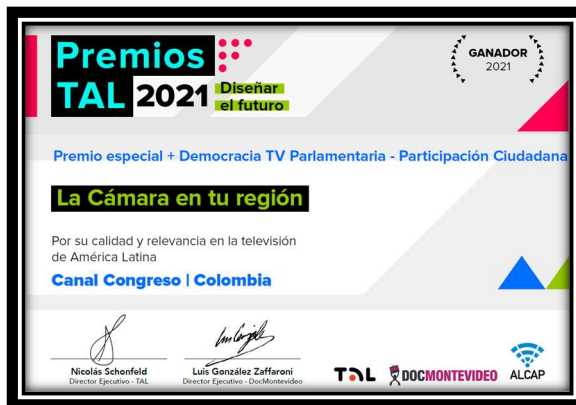 Premios
TAL 2021 Diseñar
el futuro
GANADOR
2021
Premio especial + Democracia TV Parlamentaria - Participación Ciudadana
La Cámara en tu región
Por su calidad y relevancia en la televisión
de América Latina
Canal Congreso | Colombia
Nicolás Schonfeld
Director Ejecutivo - TAL
Luis González Zaffaroni
Director Ejecutivo - DocMontevideo
TAL
DOCMONTEVIDEO
ALCAP